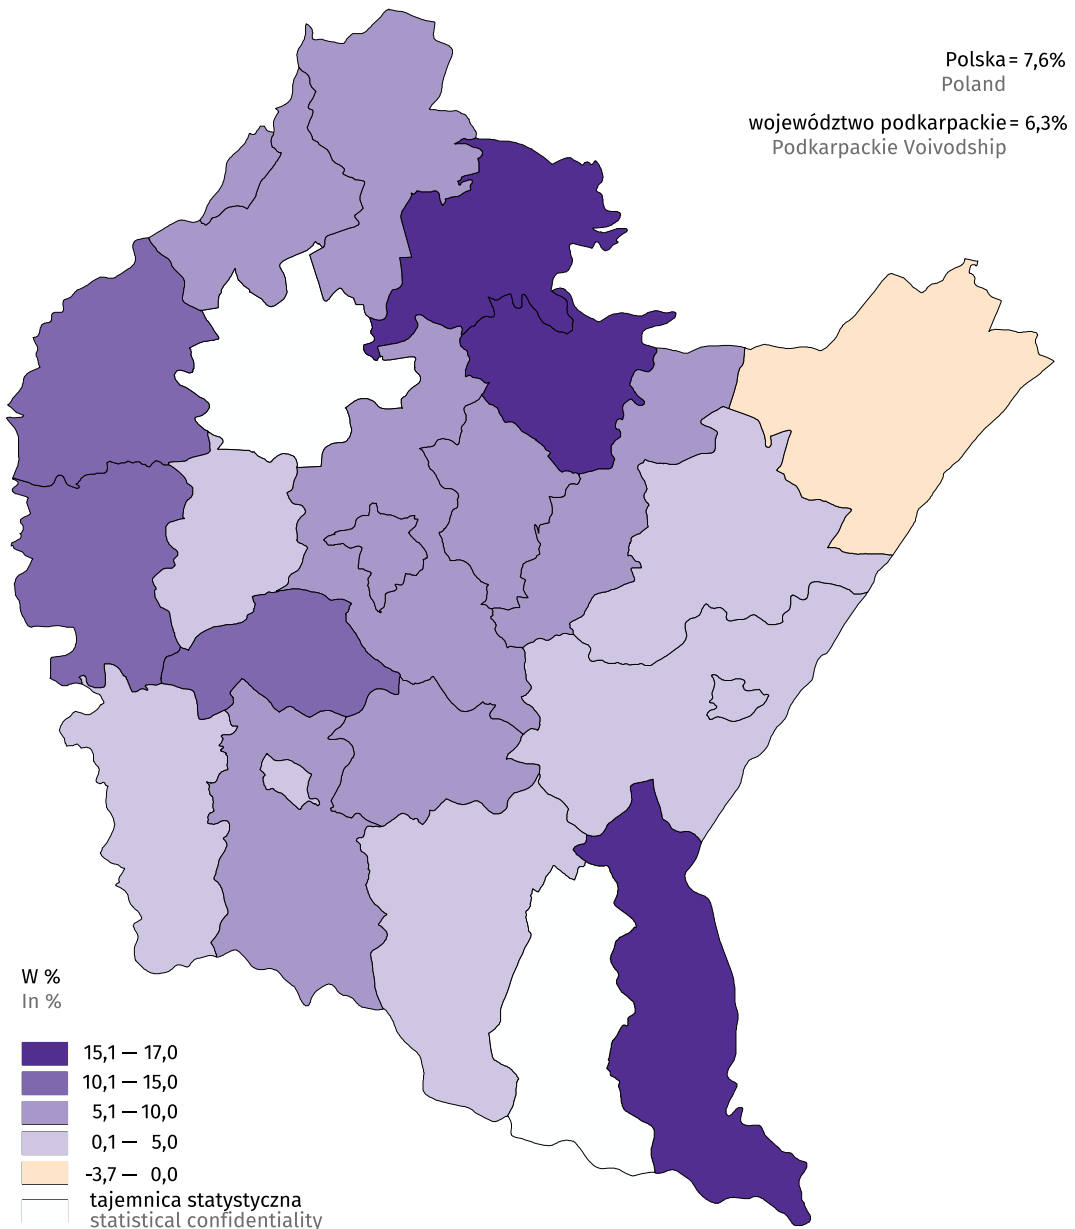 Polska = 7,6%
Poland
województwo podkarpackie = 6,3%
Podkarpackie Voivodship
W %
In %
15,1 — 17,0
10,1 — 15,0
5,1 — 10,0
0,1 — 5,0
-3,7 — 0,0
tajemnica statystyczna
statistical confidentiality